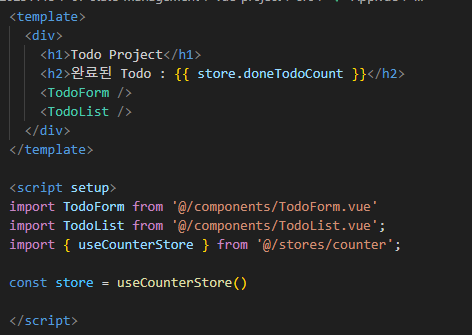 <template>
  <div>
    <h1>Todo Project</h1>
    <h2>완료된 Todo : {{ store.doneTodoCount }}</h2>
    <TodoForm />
    <TodoList />
  </div>
</template>

<script setup>
import TodoForm from '@/components/TodoForm.vue'
import TodoList from '@/components/TodoList.vue';
import { useCounterStore } from '@/stores/counter';

const store = useCounterStore()

</script>